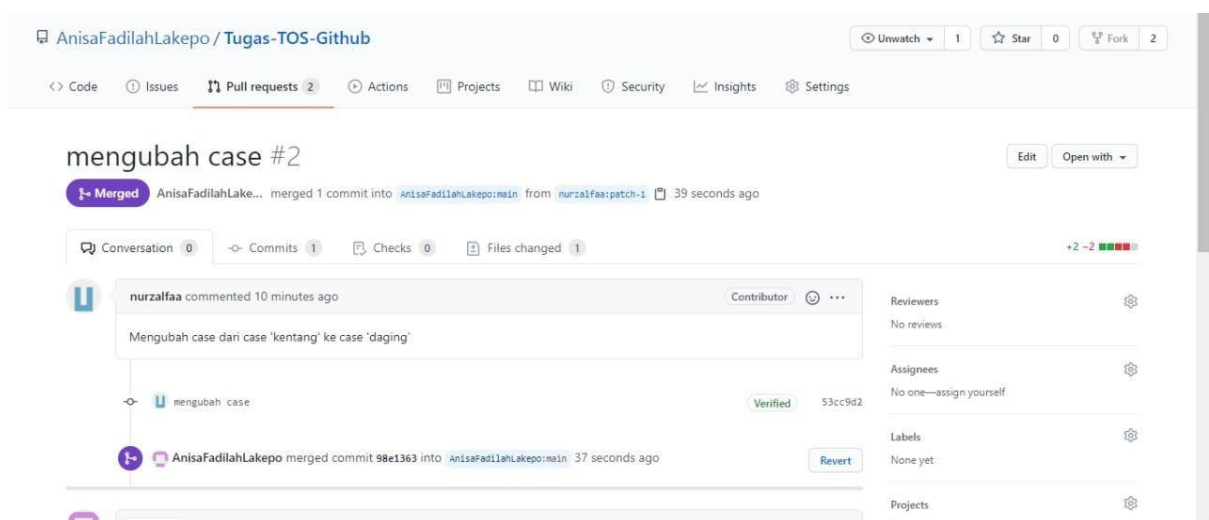 AnisaFadilahLakepo / Tugas-TOS-Github
Unwatch 1 Star 0 Fork 2
<> Code Issues Pull requests 2 Actions Projects Wiki Security Insights Settings
mengubah case #2
Edit Open with
Merged AnisaFadilahLake... merged 1 commit into AnisaFadilahLakepo:main from nurzalfaa:patch-1 39 seconds ago
Conversation 0 Commits 1 Checks 0 Files changed 1 +2 −2
nurzalfaa commented 10 minutes ago Contributor ...
Mengubah case dari case 'kentang' ke case 'daging'
mengubah case Verified 53cc9d2
AnisaFadilahLakepo merged commit 98e1363 into AnisaFadilahLakepo:main 37 seconds ago Revert
Reviewers
No reviews
Assignees
No one—assign yourself
Labels
None yet
Projects